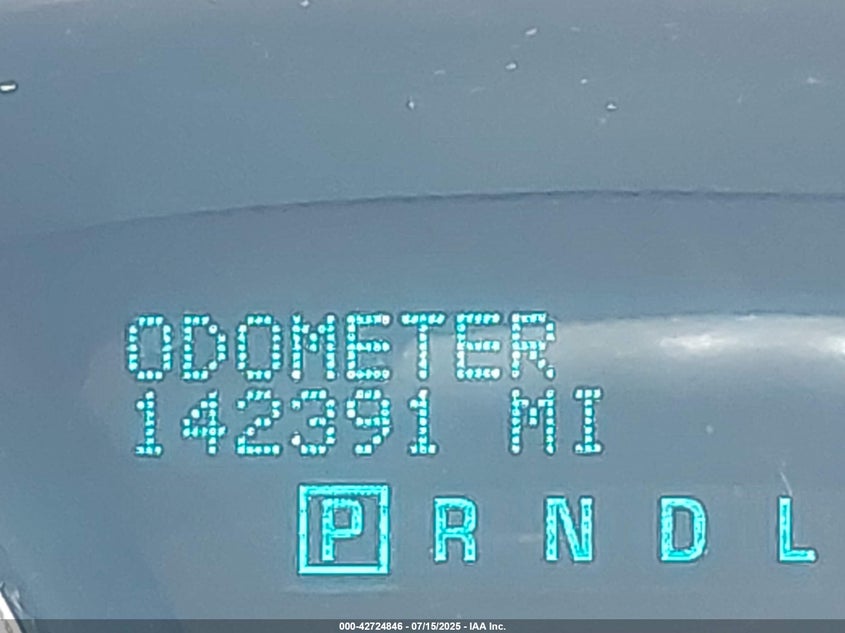 ODOMETER
142391 MI
P R N D L
000-42724846 - 07/15/2025 - IAA Inc.